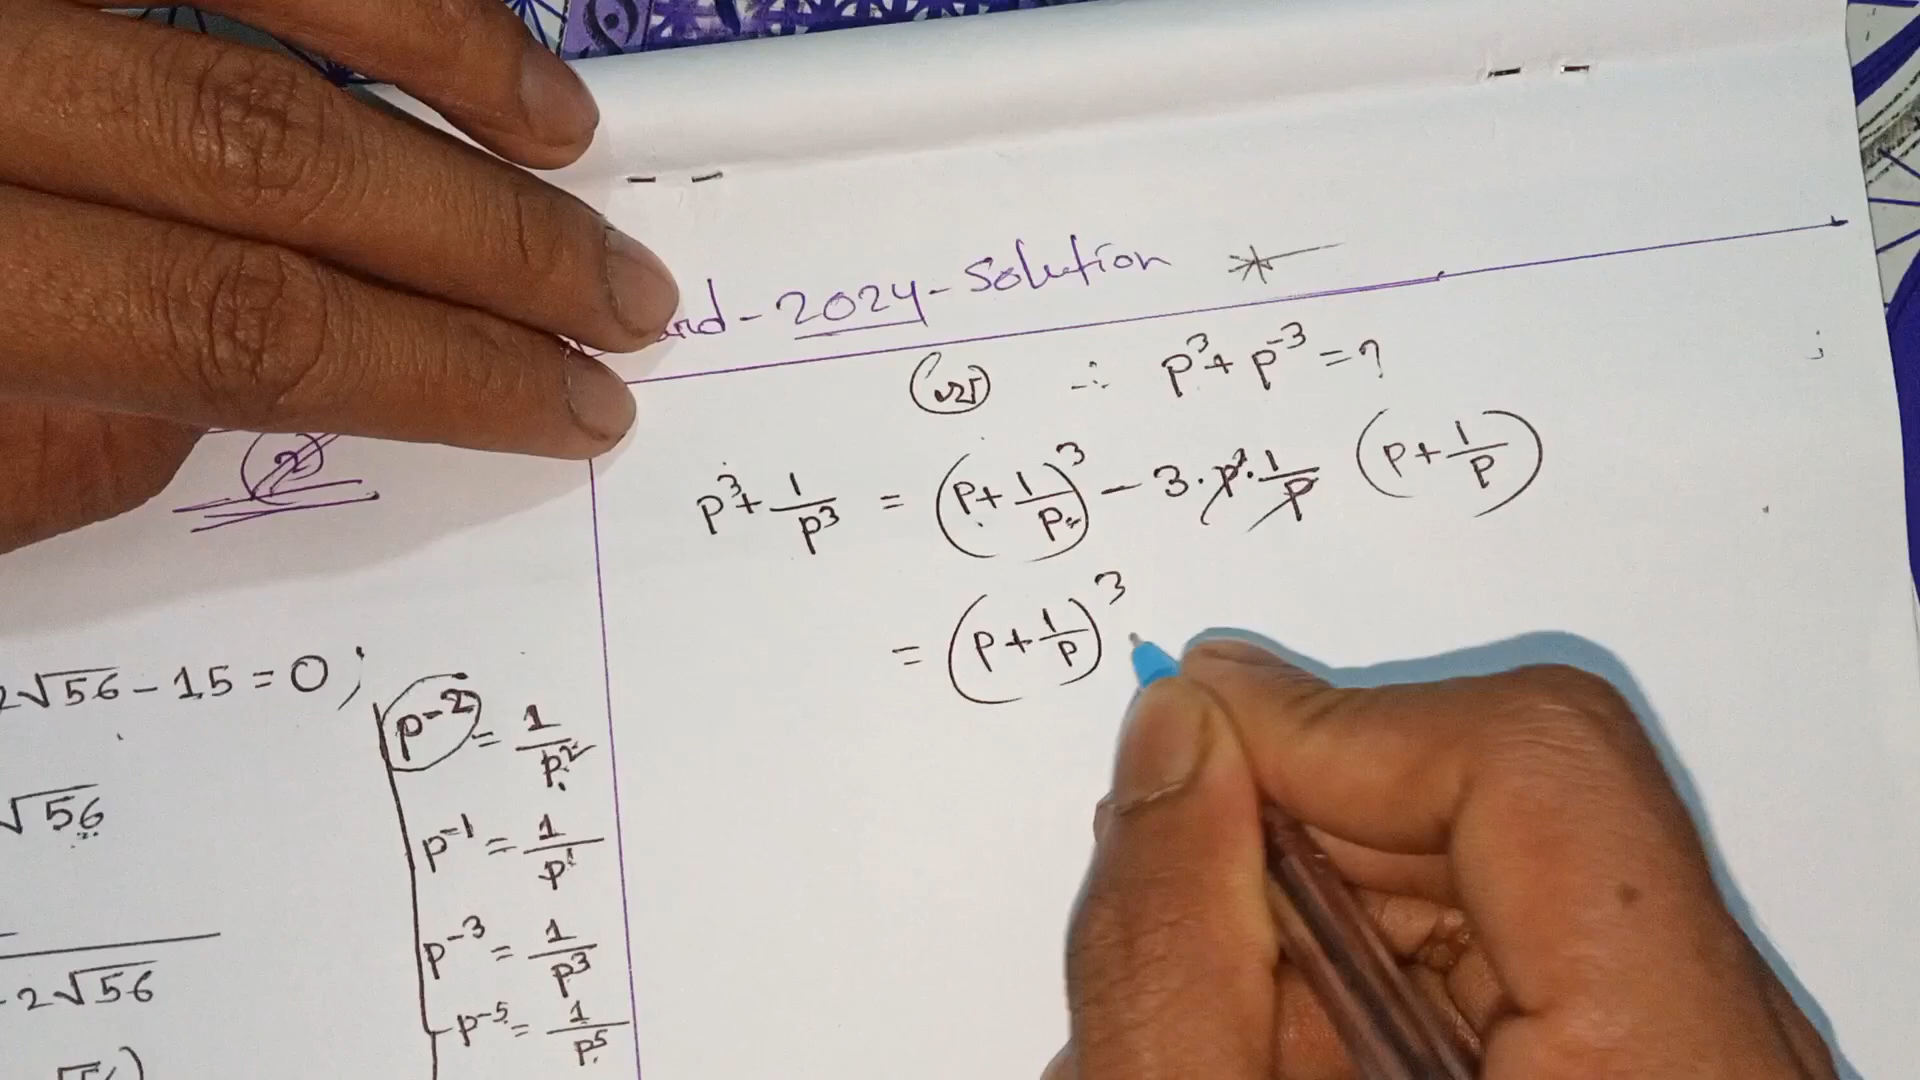 -2024-Solution
∴ p³+p⁻³=?
p³+1/p³ = (p+1/p)³-3·p·1/p (p+1/p)
= (p+1/p)³
2√56-15=0;
√56
2√56
p⁻²=1/p²
p⁻¹=1/p¹
p⁻³=1/p³
p⁻⁵=1/p⁵